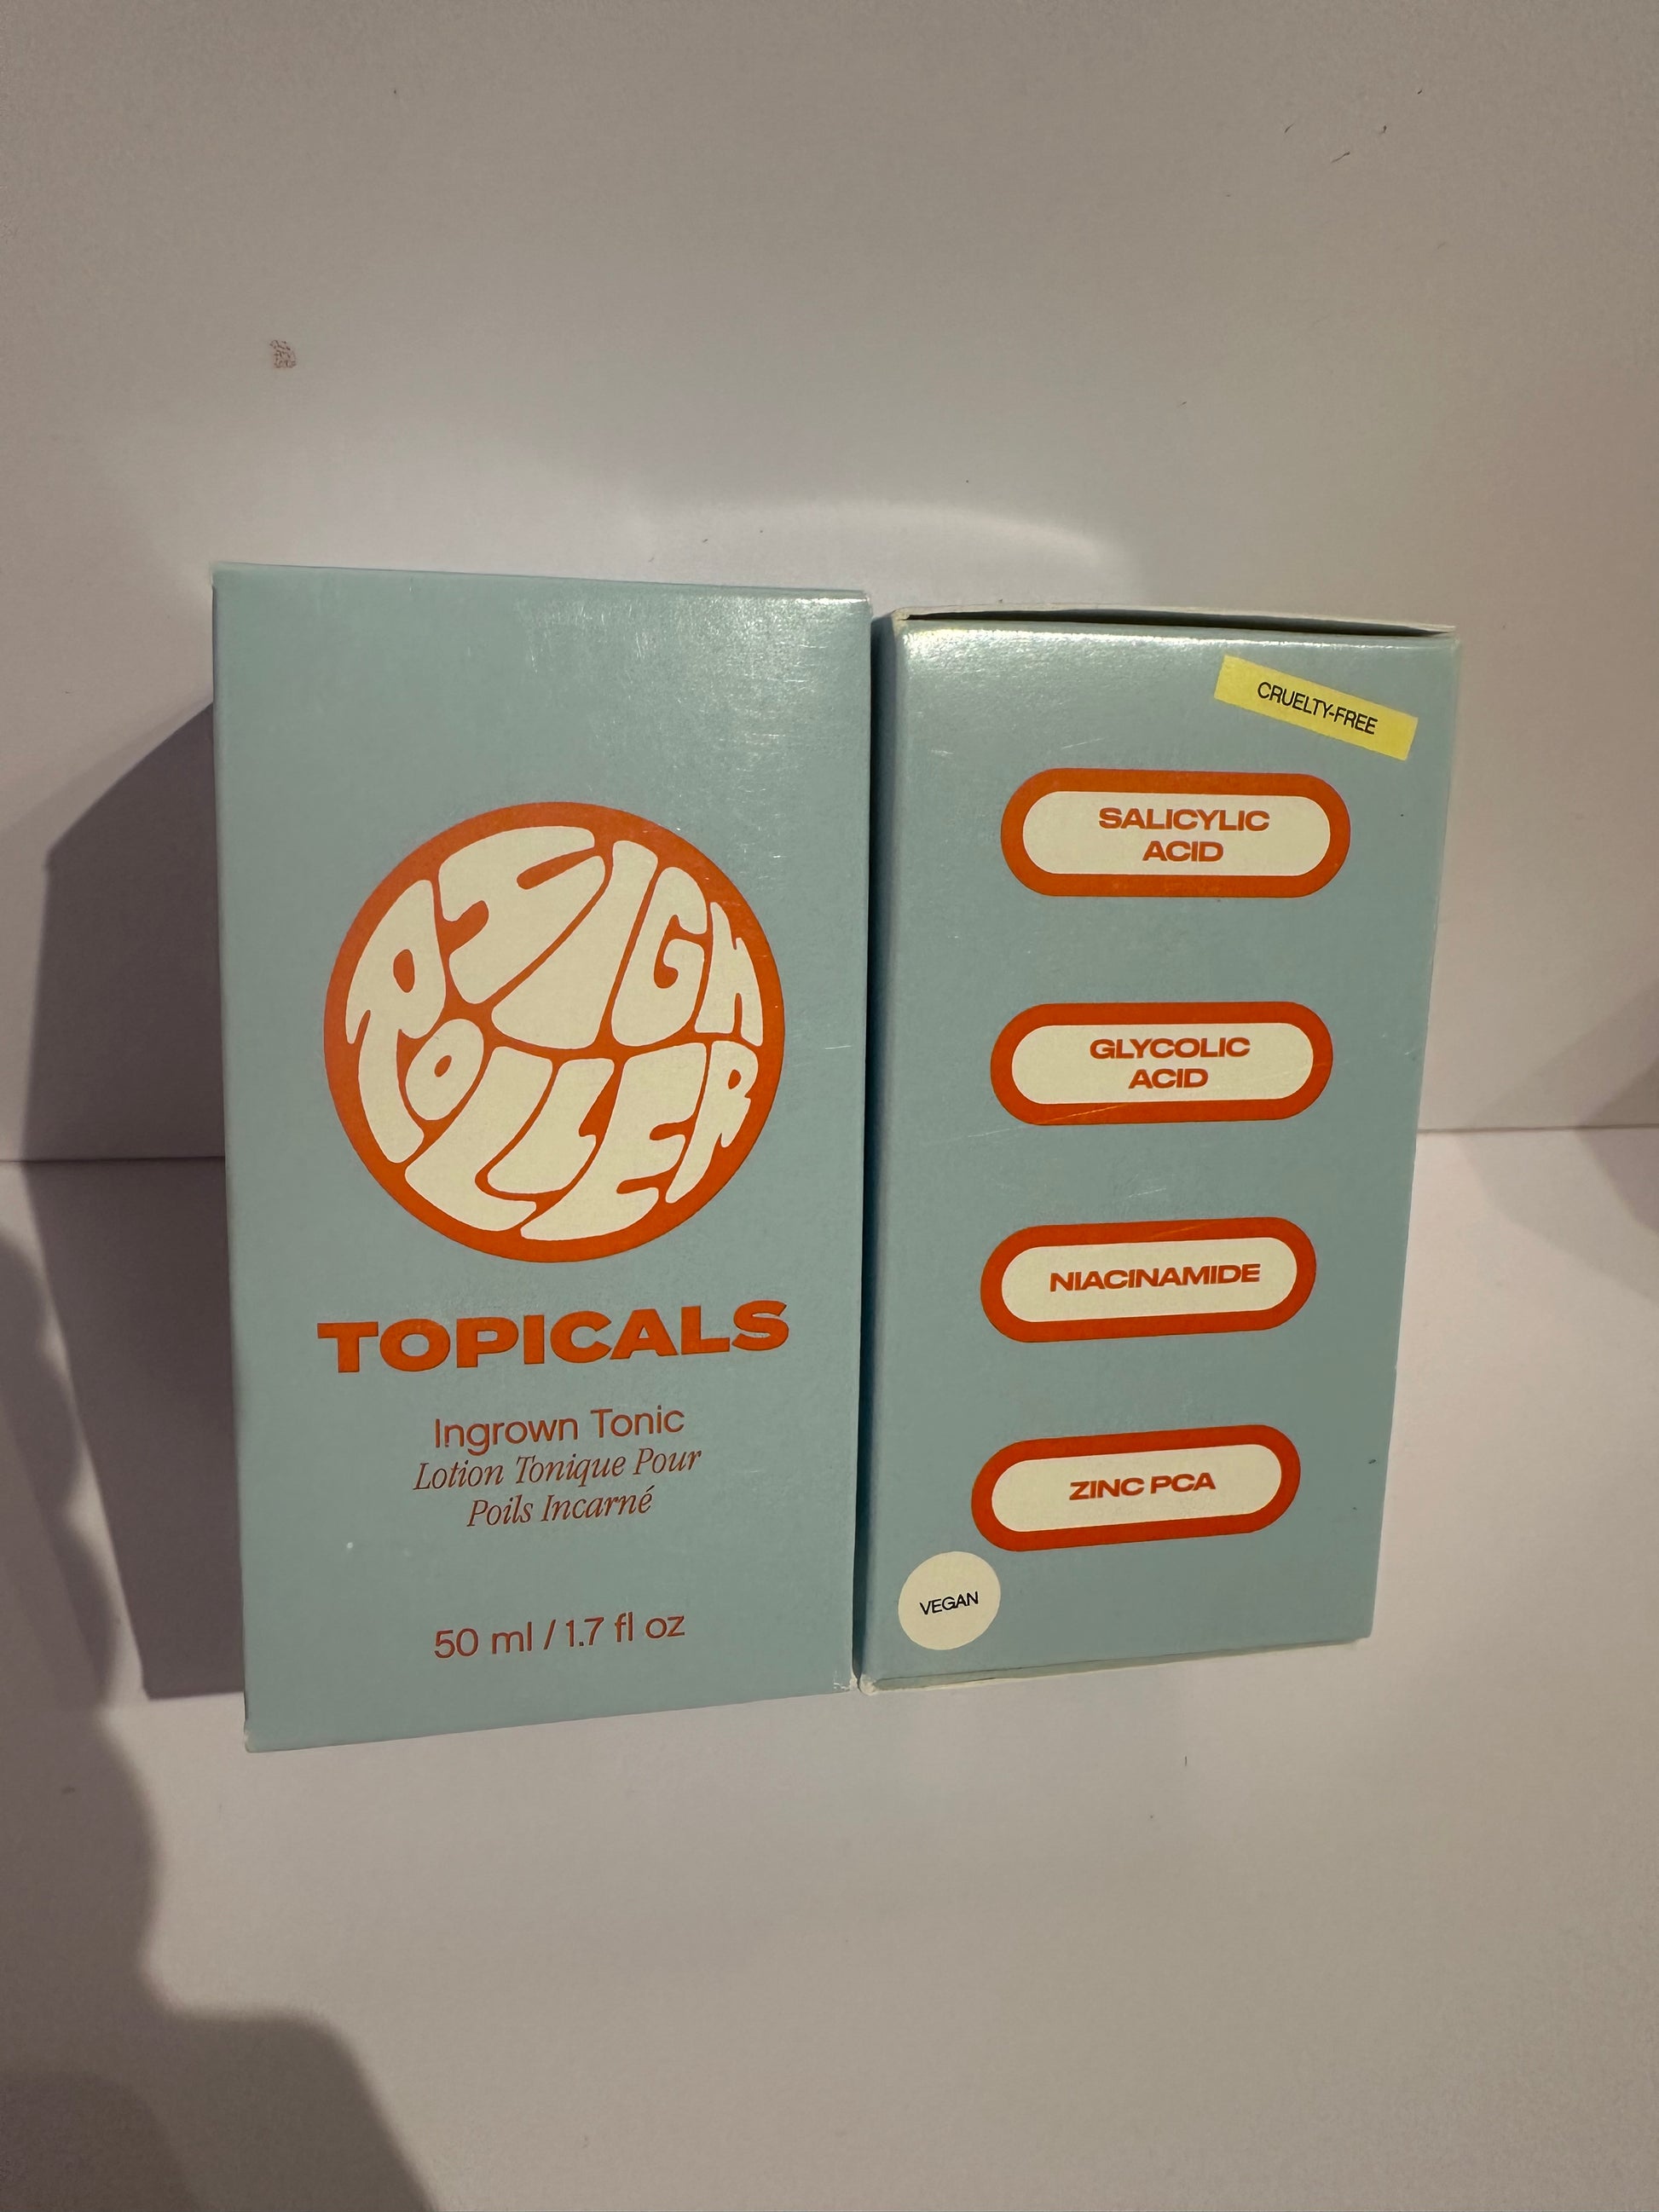 HIGH
ROLLER
TOPICALS
Ingrown Tonic
Lotion Tonique Pour
Poils Incarné
50 ml / 1.7 fl oz
CRUELTY-FREE
SALICYLIC
ACID
GLYCOLIC
ACID
NIACINAMIDE
ZINC PCA
VEGAN